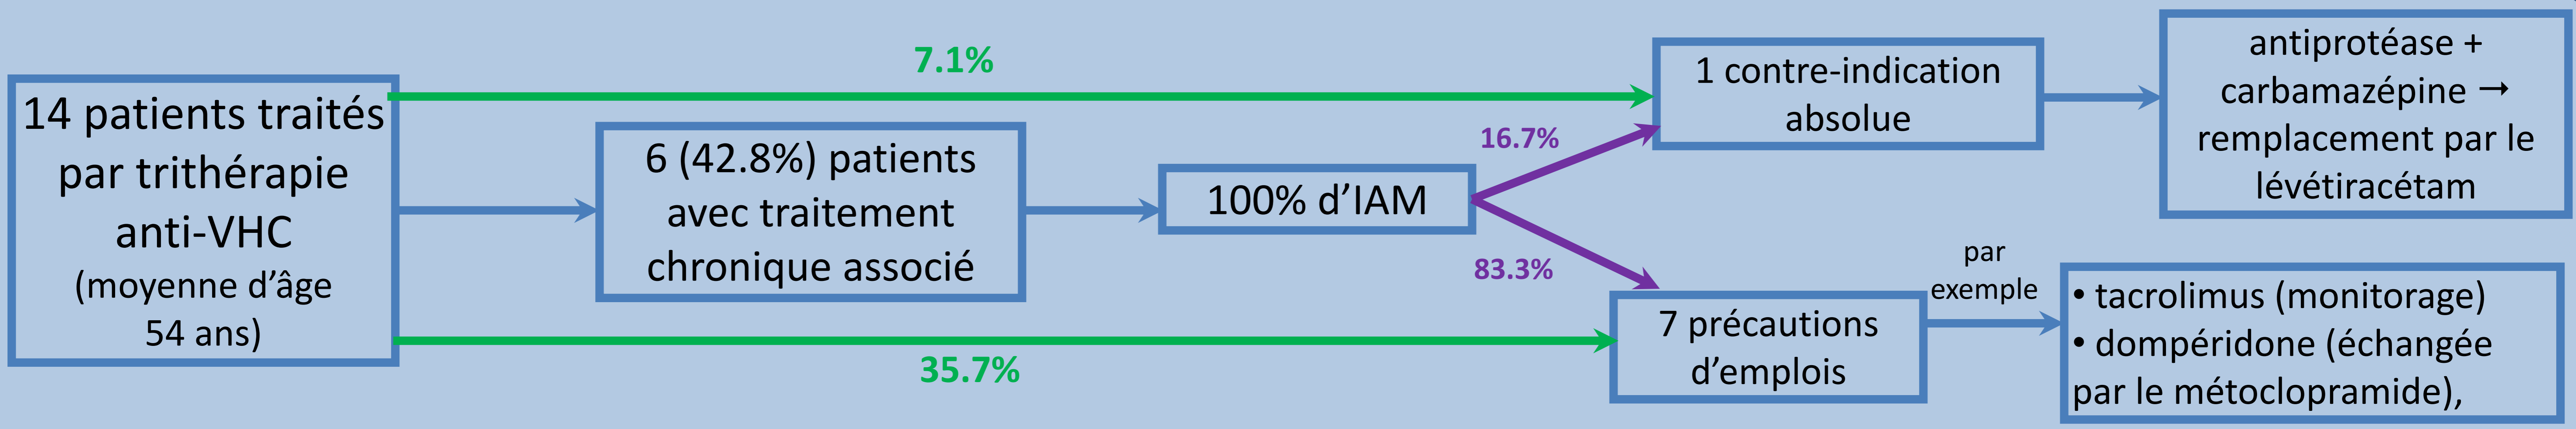 14 patients traités
par trithérapie
anti-VHC
(moyenne d’âge
54 ans)
7.1%
6 (42.8%) patients
avec traitement
chronique associé
35.7%
100% d’IAM
16.7%
83.3%
1 contre-indication
absolue
antiprotéase +
carbamazépine →
remplacement par le
lévétiracétam
7 précautions
d’emplois
par
exemple
• tacrolimus (monitorage)
• dompéridone (échangée
par le métoclopramide),